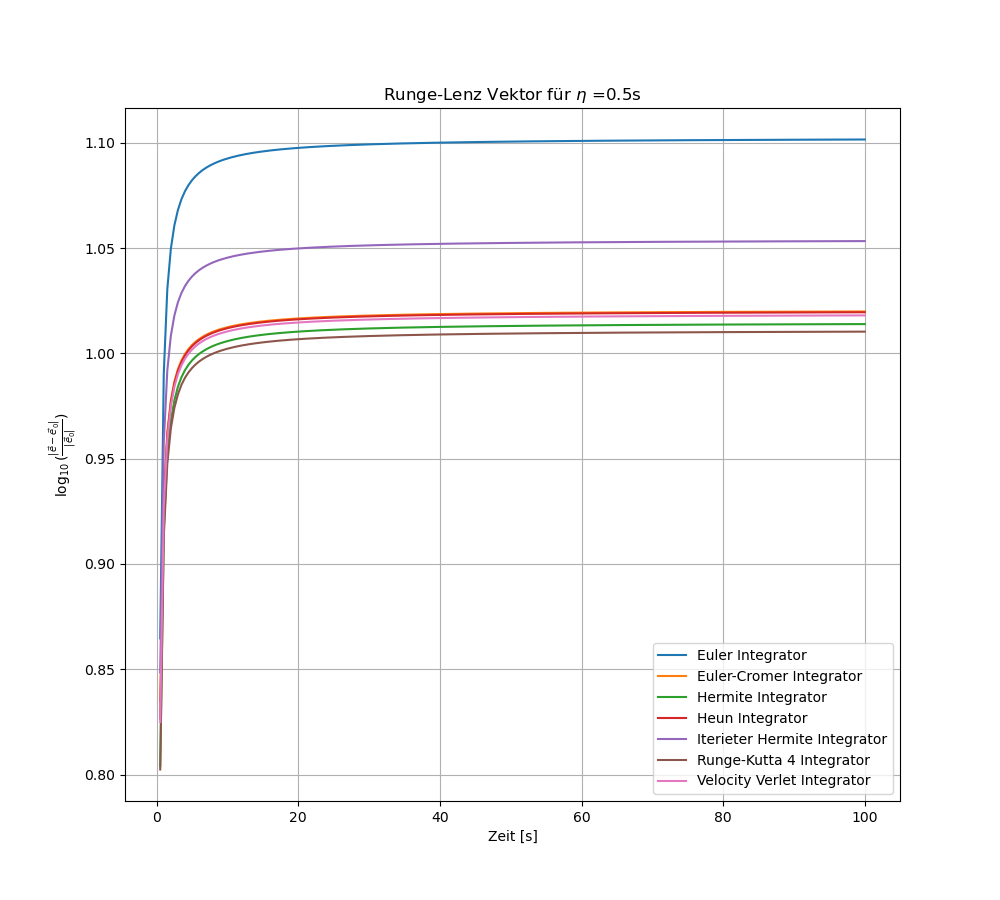 Runge-Lenz Vektor für η =0.5s
1.10
1.05
1.00
0.95
0.90
0.85
0.80
log₁₀(|e⃗ − e⃗₀| / |e⃗₀|)
0 20 40 60 80 100
Zeit [s]
Euler Integrator
Euler-Cromer Integrator
Hermite Integrator
Heun Integrator
Iterieter Hermite Integrator
Runge-Kutta 4 Integrator
Velocity Verlet Integrator